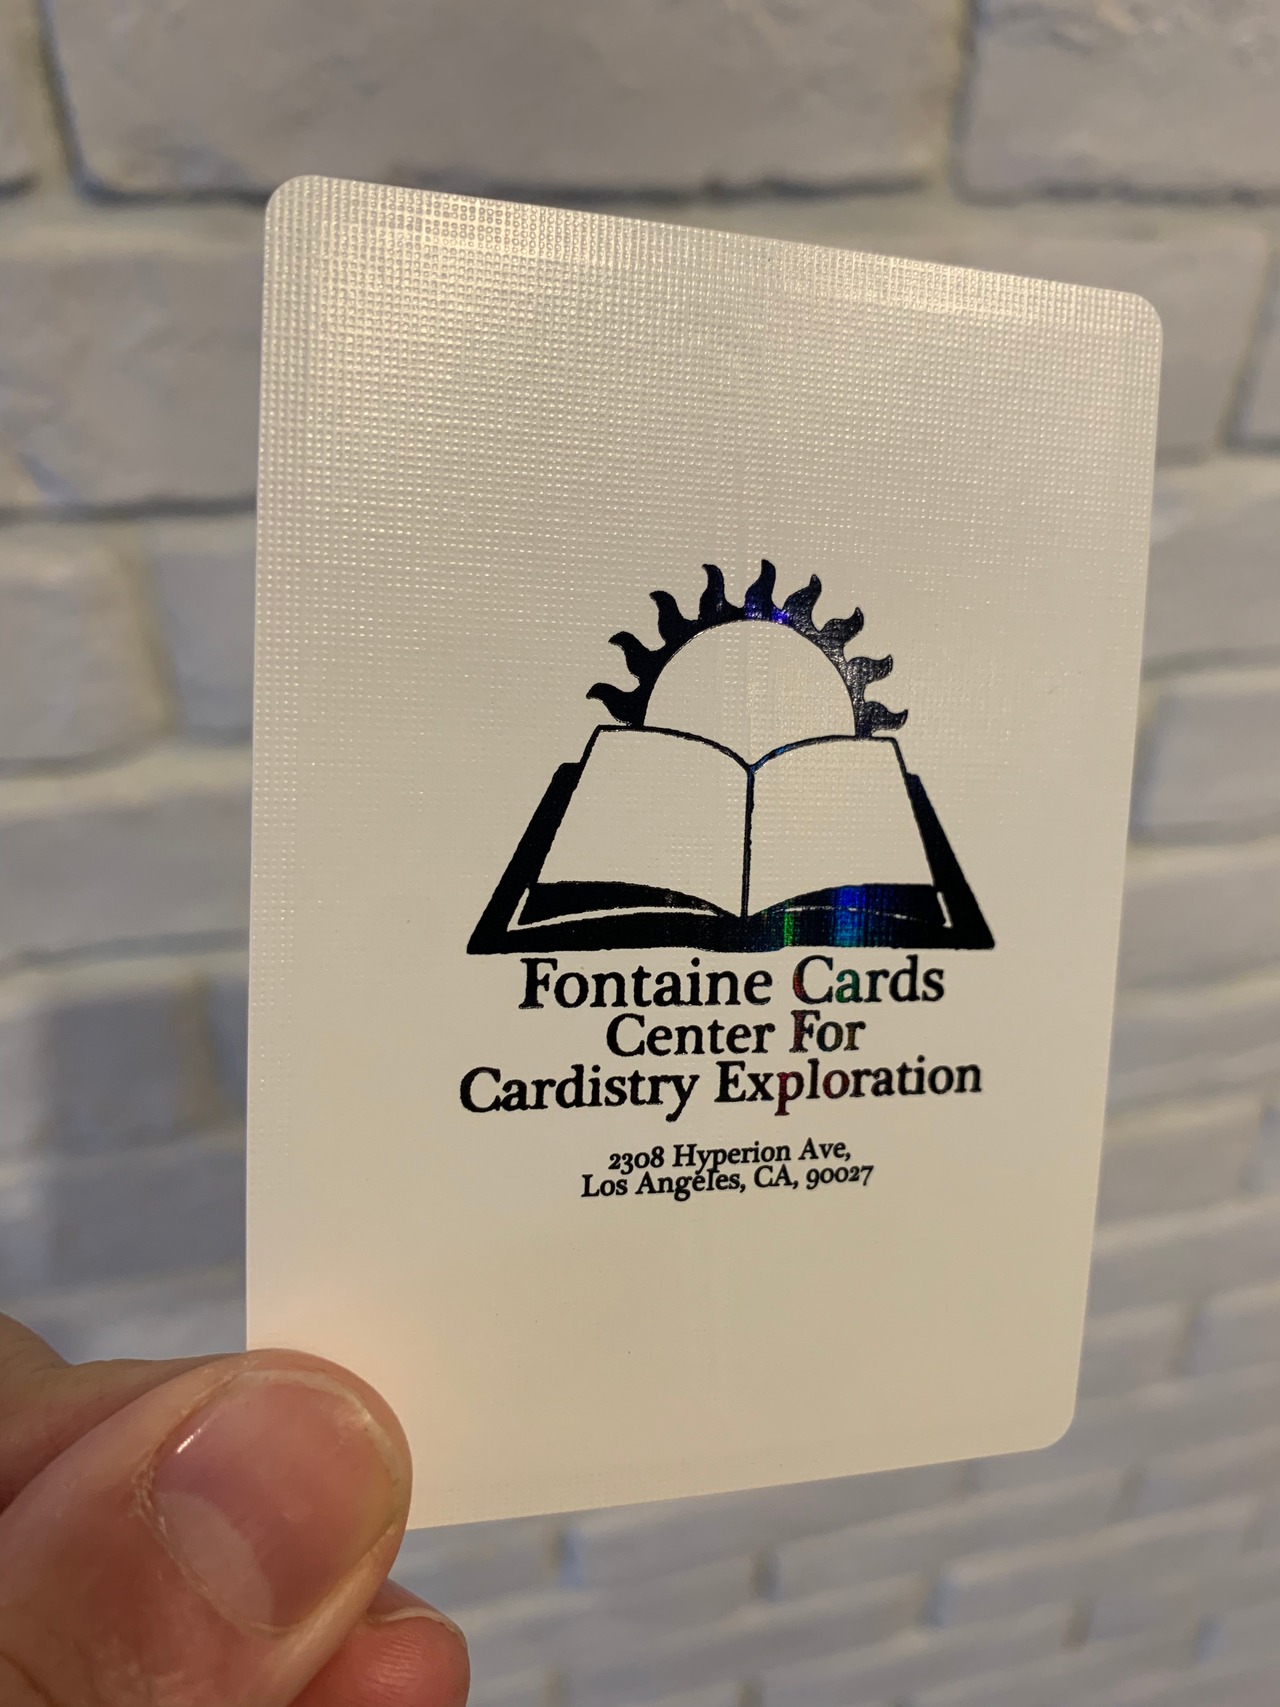 Fontaine Cards
Center For
Cardistry Exploration
2308 Hyperion Ave,
Los Angeles, CA, 90027